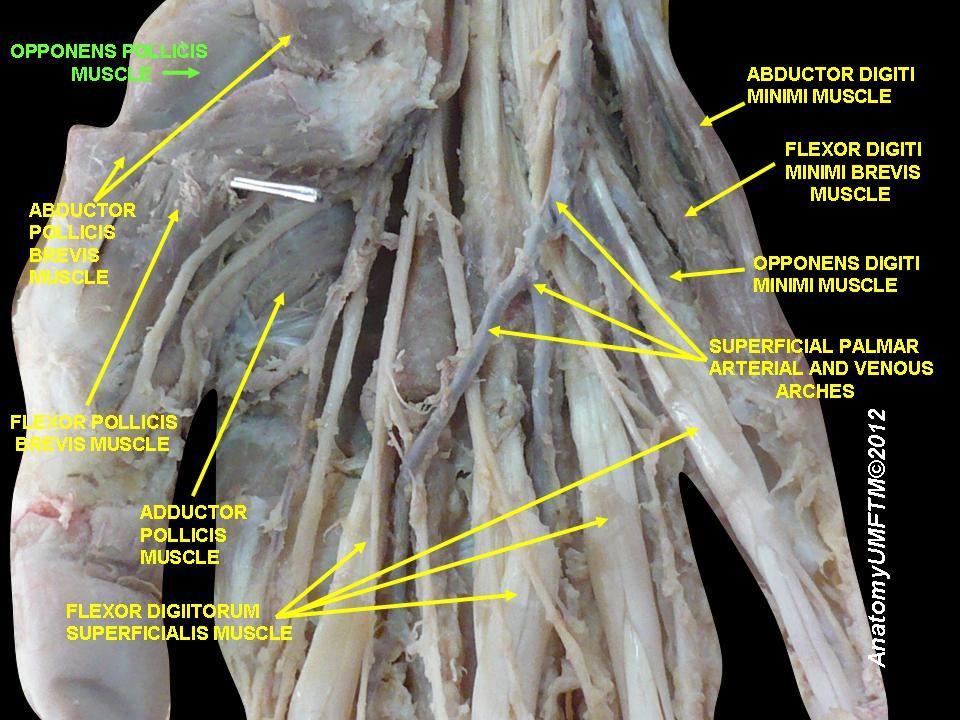 OPPONENS POLLICIS
MUSCLE
ABDUCTOR DIGITI
MINIMI MUSCLE
FLEXOR DIGITI
MINIMI BREVIS
MUSCLE
ABDUCTOR
POLLICIS
BREVIS
MUSCLE
OPPONENS DIGITI
MINIMI MUSCLE
SUPERFICIAL PALMAR
ARTERIAL AND VENOUS
ARCHES
FLEXOR POLLICIS
BREVIS MUSCLE
ADDUCTOR
POLLICIS
MUSCLE
FLEXOR DIGIITORUM
SUPERFICIALIS MUSCLE
AnatomyUMFTM©2012